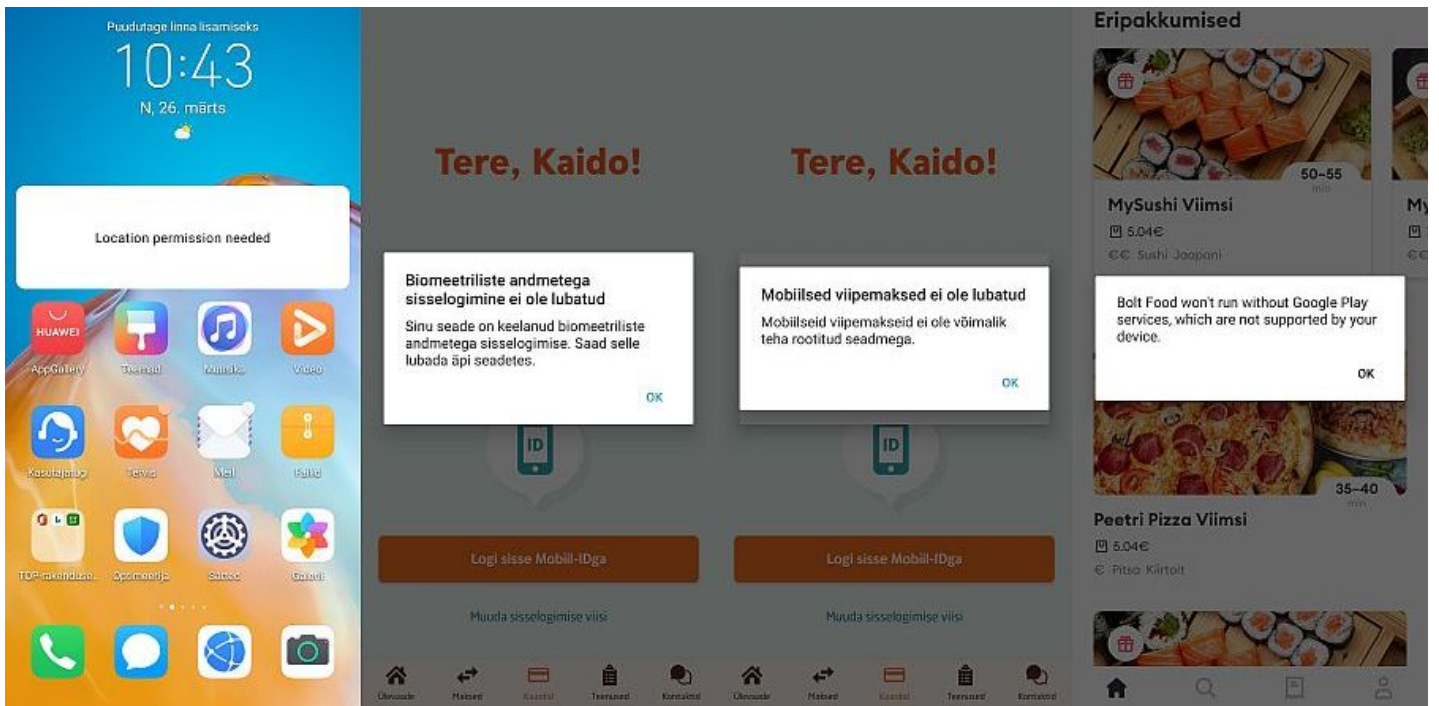 Puudutage linna lisamiseks
10:43
N, 26. märts
Location permission needed
HUAWEI
AppGallery
Teemad
Muusika
Video
Kasutajatugi
Tervis
Meil
Failid
TOP-rakenduse...
Optimeerija
Sätted
Galerii
Tere, Kaido!
Biomeetriliste andmetega
sisselogimine ei ole lubatud
Sinu seade on keelanud biomeetriliste
andmetega sisselogimise. Saad selle
lubada äpi seadetes.
OK
ID
Logi sisse Mobiil-IDga
Muuda sisselogimise viisi
Ülevaade
Maksed
Kaardid
Teenused
Kontaktid
Tere, Kaido!
Mobiilsed viipemaksed ei ole lubatud
Mobiilseid viipemakseid ei ole võimalik
teha rootitud seadmega.
OK
ID
Logi sisse Mobiil-IDga
Muuda sisselogimise viisi
Ülevaade
Maksed
Kaardid
Teenused
Kontaktid
Eripakkumised
50–55
min
MySushi Viimsi
5.04€
€€ Sushi Jaapani
My
€€
Bolt Food won't run without Google Play
services, which are not supported by your
device.
OK
35–40
min
Peetri Pizza Viimsi
5.04€
€ Pitsa Kiirtoit